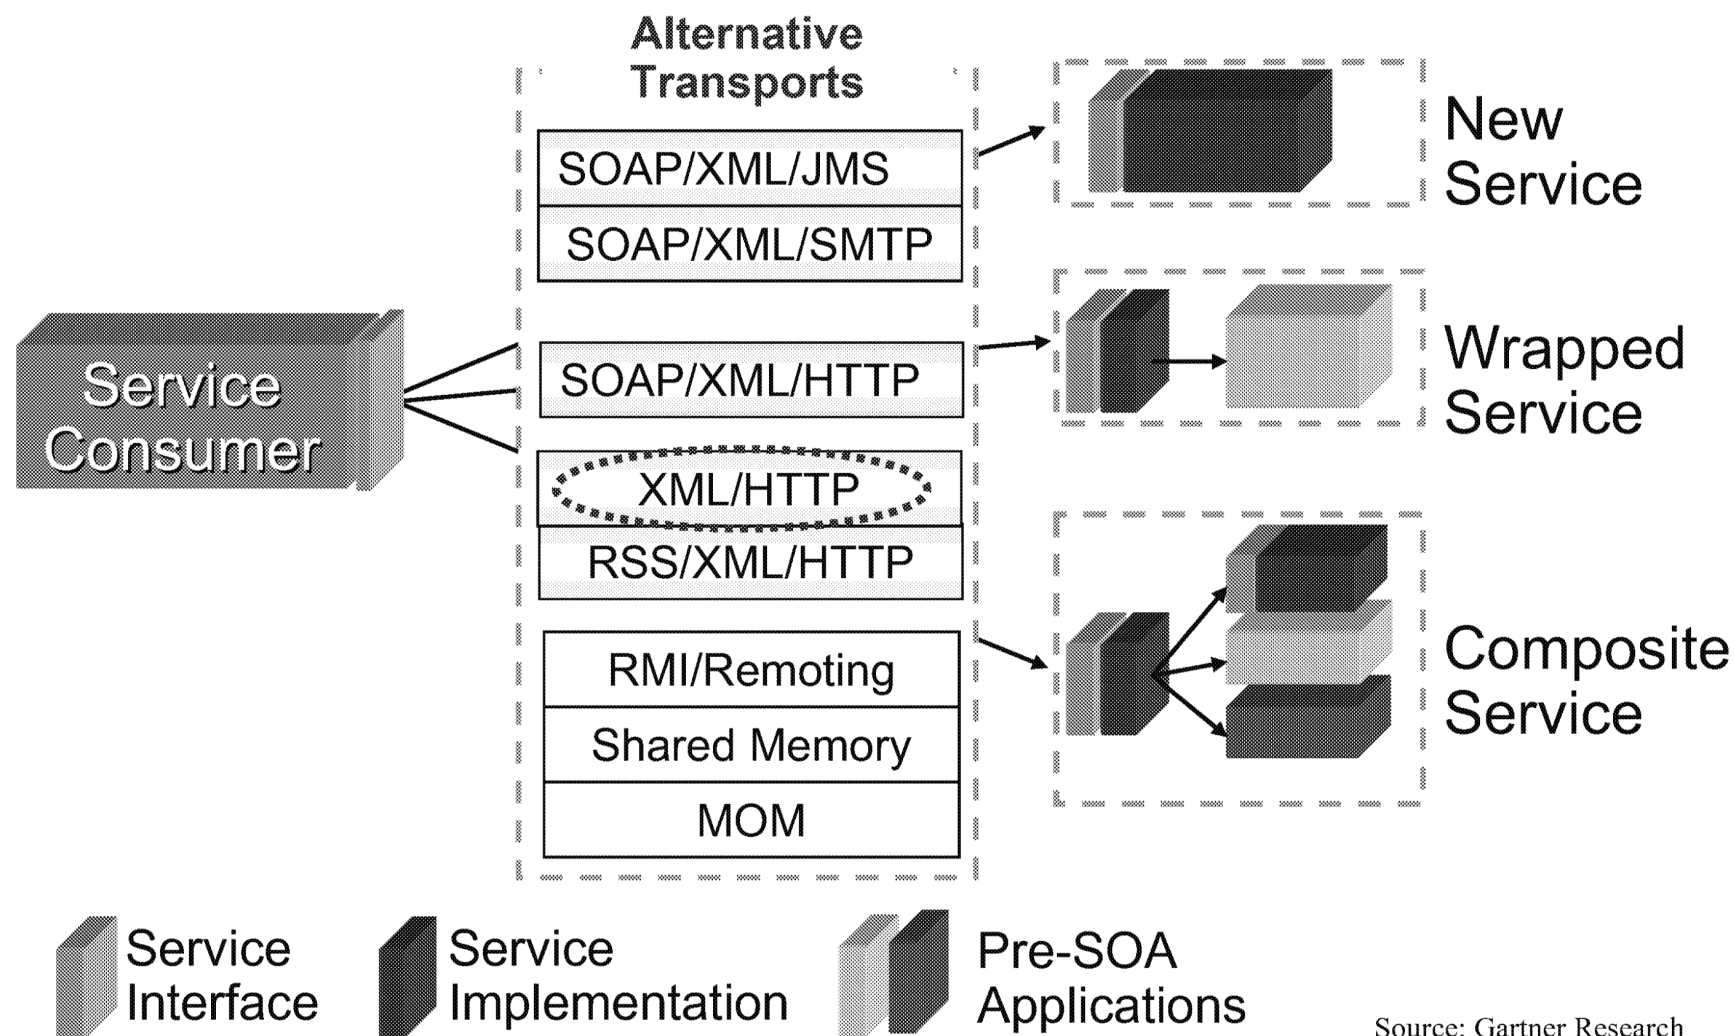 Alternative
Transports
SOAP/XML/JMS
SOAP/XML/SMTP
SOAP/XML/HTTP
XML/HTTP
RSS/XML/HTTP
RMI/Remoting
Shared Memory
MOM
Service
Consumer
New
Service
Wrapped
Service
Composite
Service
Service
Interface
Service
Implementation
Pre-SOA
Applications
Source: Gartner Research